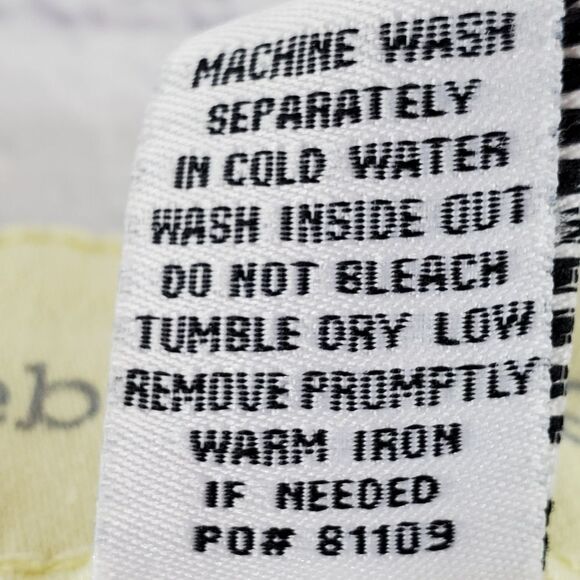 MACHINE WASH
SEPARATELY
IN COLD WATER
WASH INSIDE OUT
DO NOT BLEACH
TUMBLE DRY LOW
REMOVE PROMPTLY
WARM IRON
IF NEEDED
PO# 81109
eb